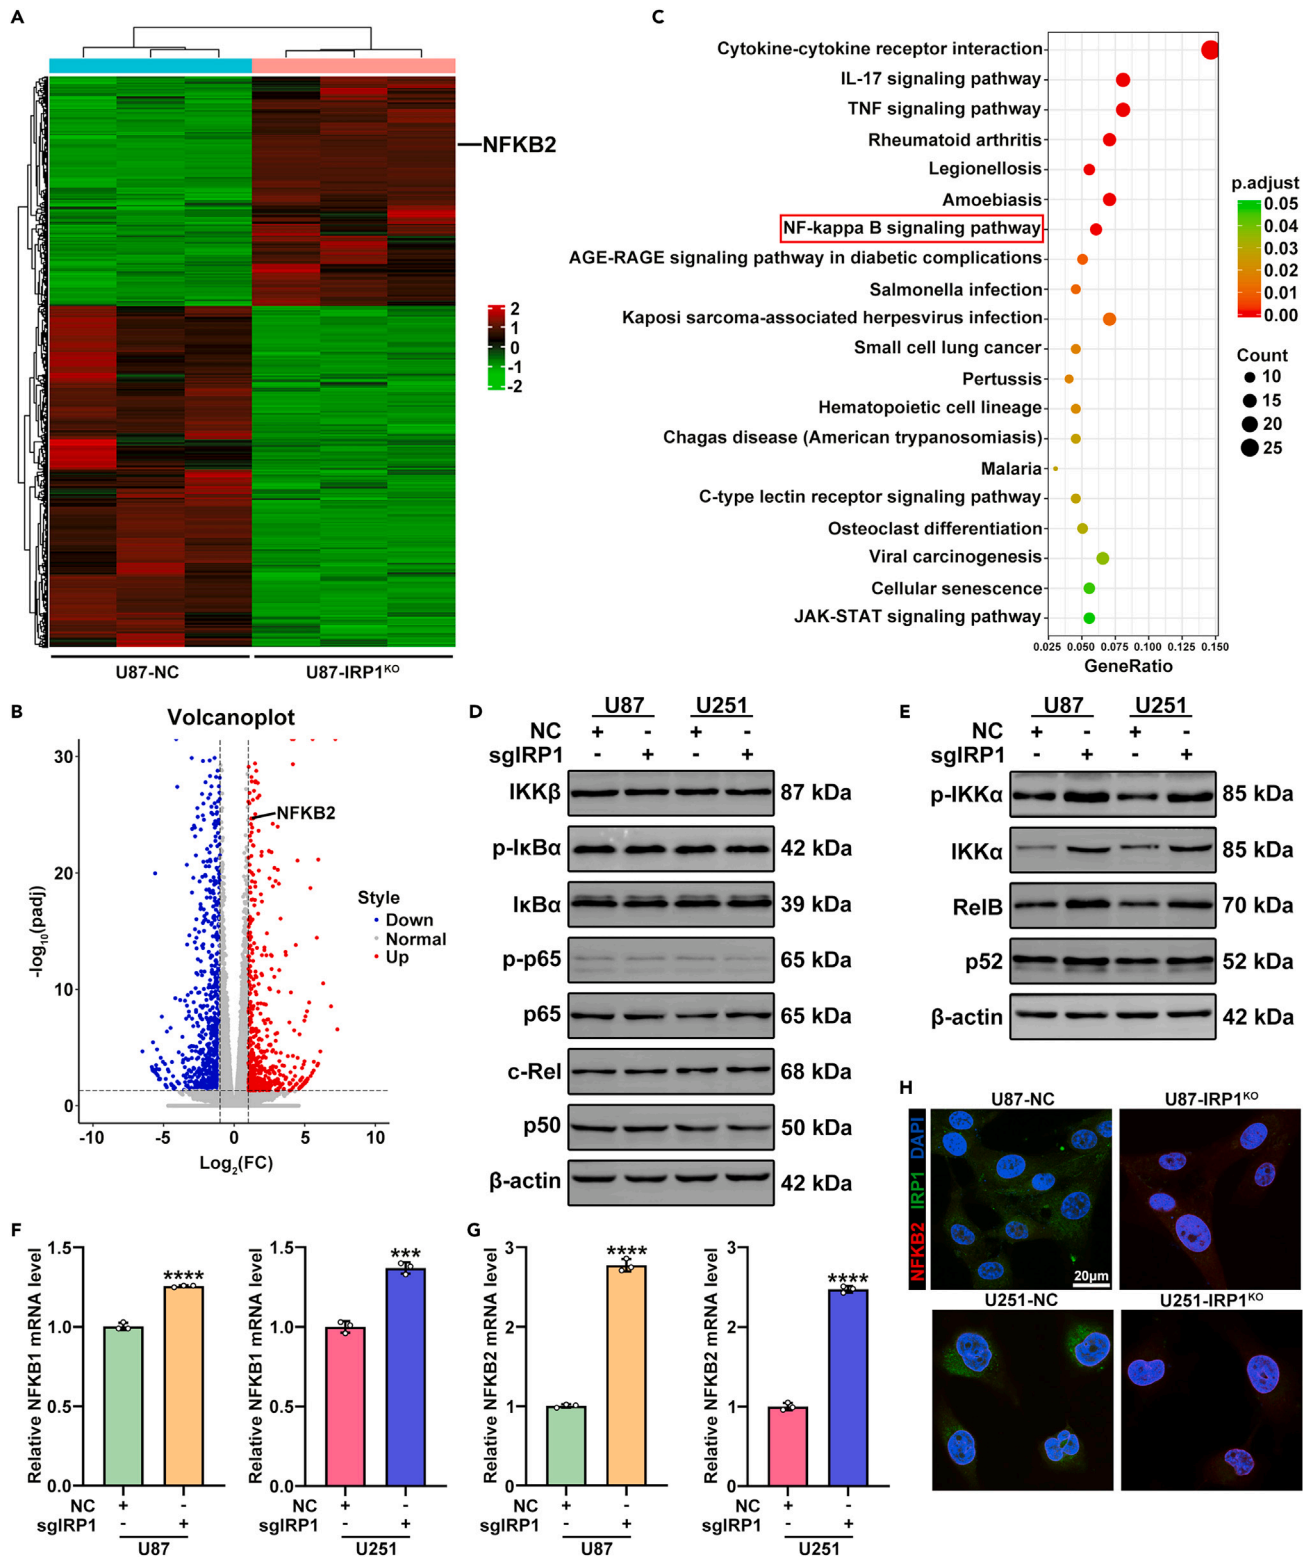 A
NFKB2
2
1
0
-1
-2
U87-NC
U87-IRP1KO
C
Cytokine-cytokine receptor interaction
IL-17 signaling pathway
TNF signaling pathway
Rheumatoid arthritis
Legionellosis
Amoebiasis
NF-kappa B signaling pathway
AGE-RAGE signaling pathway in diabetic complications
Salmonella infection
Kaposi sarcoma-associated herpesvirus infection
Small cell lung cancer
Pertussis
Hematopoietic cell lineage
Chagas disease (American trypanosomiasis)
Malaria
C-type lectin receptor signaling pathway
Osteoclast differentiation
Viral carcinogenesis
Cellular senescence
JAK-STAT signaling pathway
0.025 0.050 0.075 0.100 0.125 0.150
GeneRatio
p.adjust
0.05
0.04
0.03
0.02
0.01
0.00
Count
10
15
20
25
B
Volcanoplot
30
20
10
0
-log10(padj)
NFKB2
Style
Down
Normal
Up
-10 -5 0 5 10
Log2(FC)
D
U87 U251
NC + - + -
sgIRP1 - + - +
IKKβ 87 kDa
p-IκBα 42 kDa
IκBα 39 kDa
p-p65 65 kDa
p65 65 kDa
c-Rel 68 kDa
p50 50 kDa
β-actin 42 kDa
E
U87 U251
NC + - + -
sgIRP1 - + - +
p-IKKα 85 kDa
IKKα 85 kDa
RelB 70 kDa
p52 52 kDa
β-actin 42 kDa
F
Relative NFKB1 mRNA level
1.5
1.0
0.5
0.0
****
NC + -
sgIRP1 - +
U87
Relative NFKB1 mRNA level
1.5
1.0
0.5
0.0
***
+ -
- +
U251
G
Relative NFKB2 mRNA level
3
2
1
0
****
NC + -
sgIRP1 - +
U87
Relative NFKB2 mRNA level
3
2
1
0
****
NC + -
sgIRP1 - +
U251
H
NFKB2 IRP1 DAPI
U87-NC
U87-IRP1KO
20μm
U251-NC
U251-IRP1KO